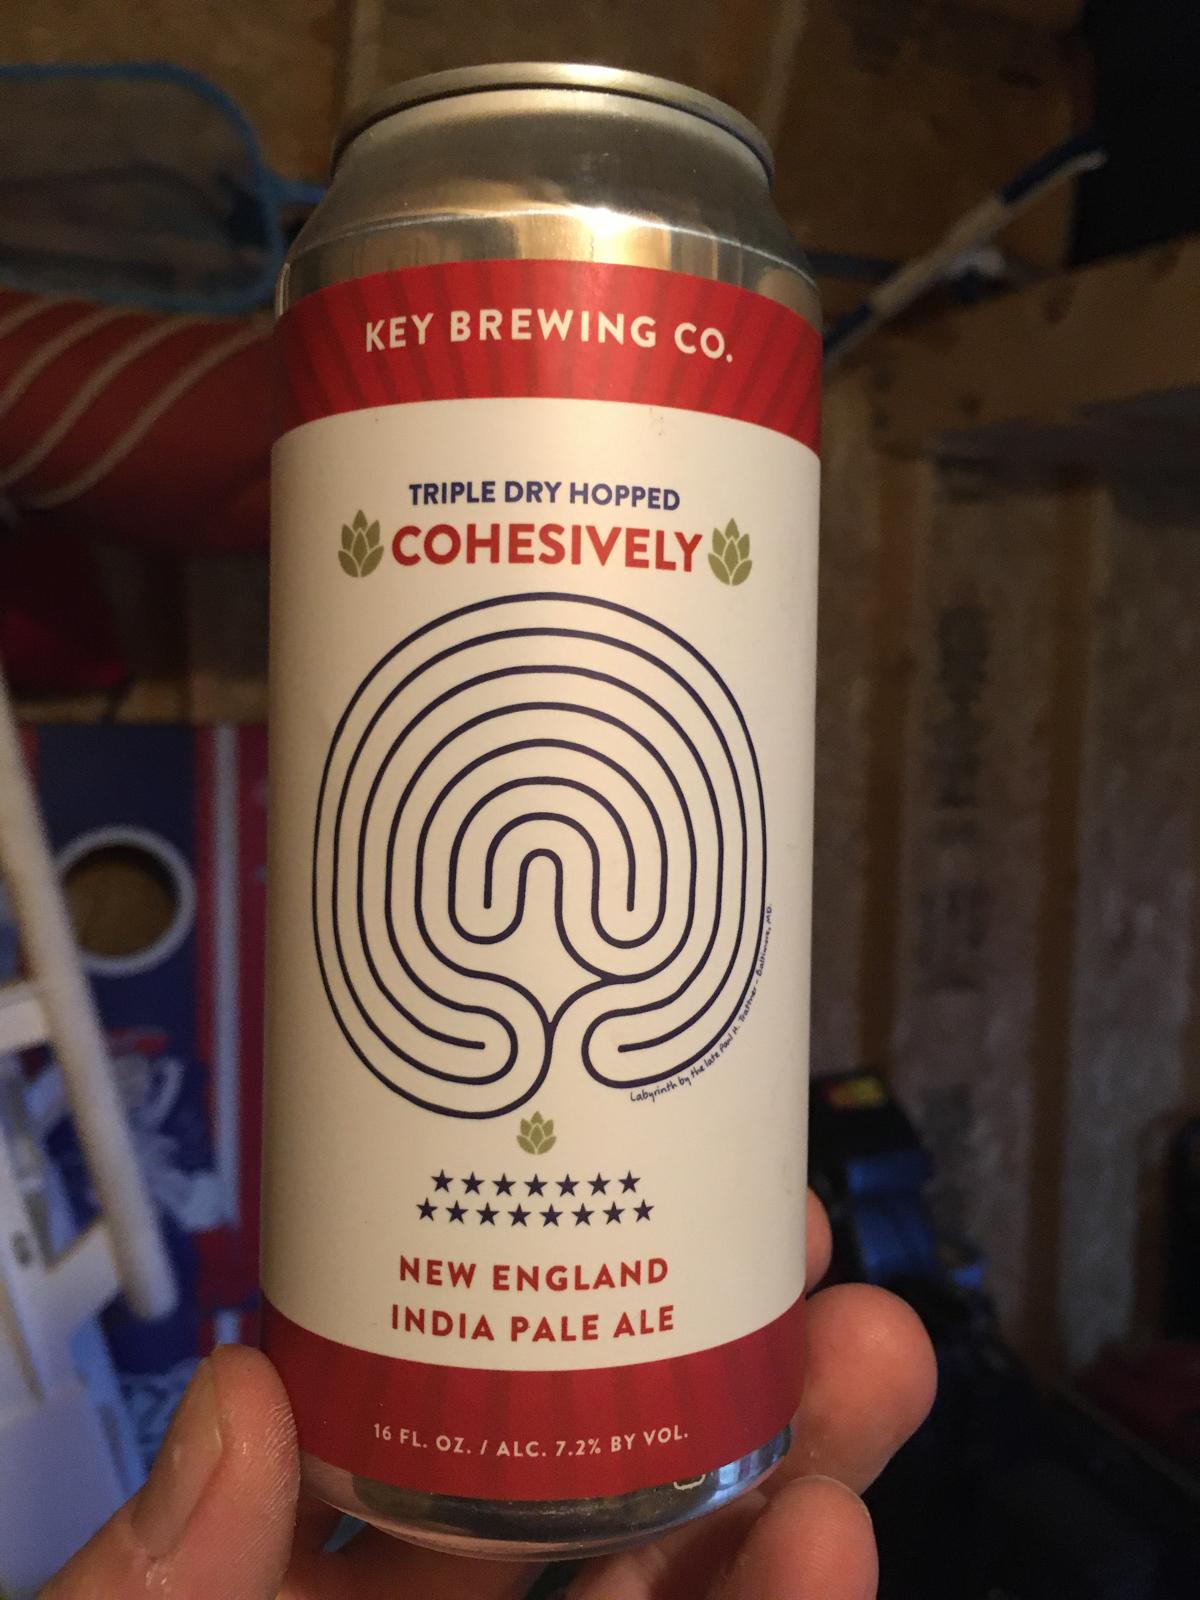 KEY BREWING CO.
TRIPLE DRY HOPPED
COHESIVELY
Labyrinth by the late Paul H. Trattner - Baltimore, MD.
NEW ENGLAND
INDIA PALE ALE
16 FL. OZ. / ALC. 7.2% BY VOL.